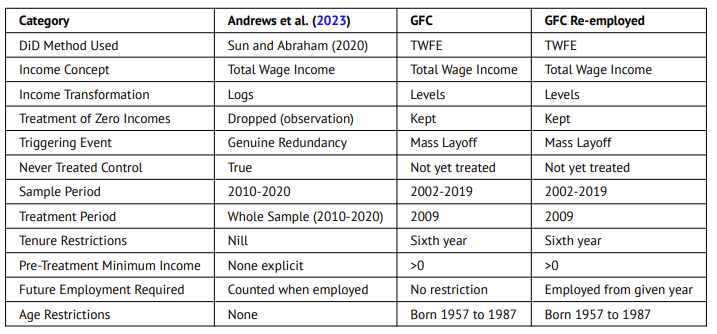 Category Andrews et al. (2023) GFC GFC Re-employed
DiD Method Used Sun and Abraham (2020) TWFE TWFE
Income Concept Total Wage Income Total Wage Income Total Wage Income
Income Transformation Logs Levels Levels
Treatment of Zero Incomes Dropped (observation) Kept Kept
Triggering Event Genuine Redundancy Mass Layoff Mass Layoff
Never Treated Control True Not yet treated Not yet treated
Sample Period 2010-2020 2002-2019 2002-2019
Treatment Period Whole Sample (2010-2020) 2009 2009
Tenure Restrictions Nill Sixth year Sixth year
Pre-Treatment Minimum Income None explicit >0 >0
Future Employment Required Counted when employed No restriction Employed from given year
Age Restrictions None Born 1957 to 1987 Born 1957 to 1987